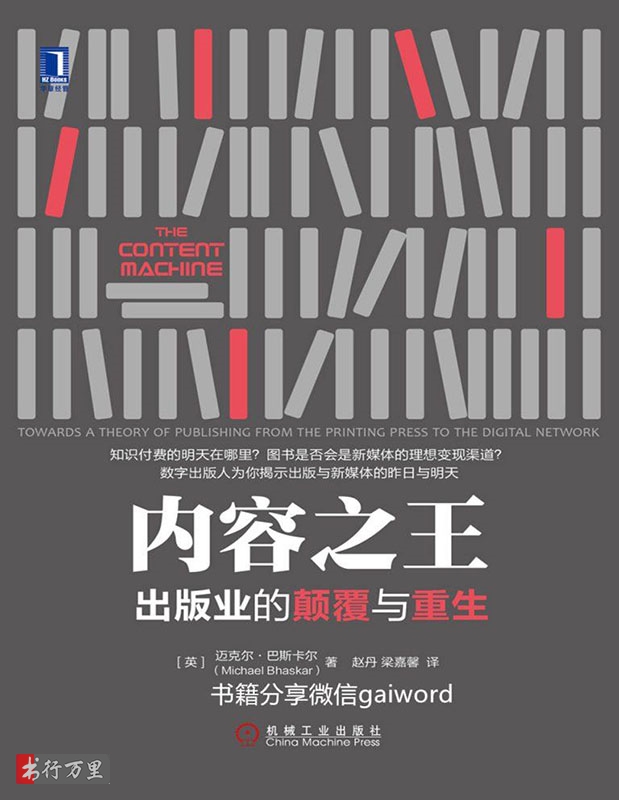 HZ Books
华章经管
THE
CONTENT
MACHINE
TOWARDS A THEORY OF PUBLISHING FROM THE PRINTING PRESS TO THE DIGITAL NETWORK
知识付费的明天在哪里？图书是否会是新媒体的理想变现渠道？
数字出版人为你揭示出版与新媒体的昨日与明天
内容之王
出版业的颠覆与重生
[英] 迈克尔·巴斯卡尔 著 赵丹 梁嘉馨 译
(Michael Bhaskar)
书籍分享微信gaiword
机械工业出版社
China Machine Press
书行万里